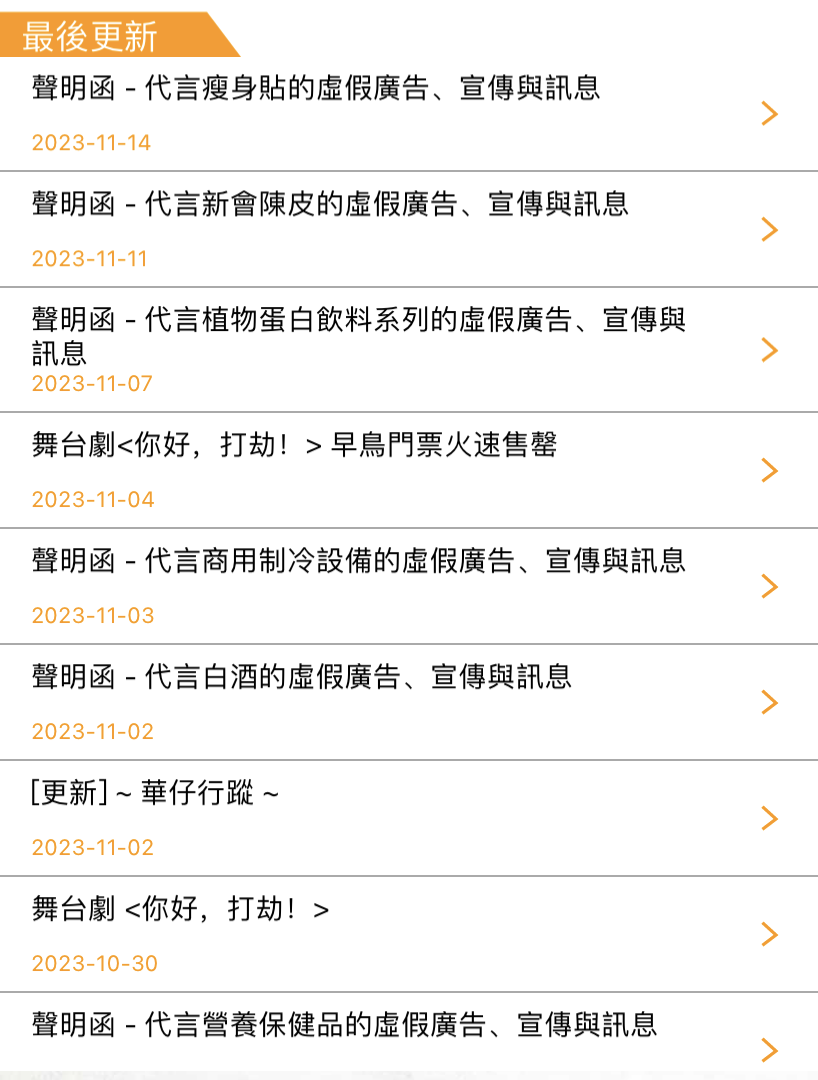 最後更新
聲明函 - 代言瘦身貼的虛假廣告、宣傳與訊息
2023-11-14
聲明函 - 代言新會陳皮的虛假廣告、宣傳與訊息
2023-11-11
聲明函 - 代言植物蛋白飲料系列的虛假廣告、宣傳與
訊息
2023-11-07
舞台劇<你好，打劫！> 早鳥門票火速售罄
2023-11-04
聲明函 - 代言商用制冷設備的虛假廣告、宣傳與訊息
2023-11-03
聲明函 - 代言白酒的虛假廣告、宣傳與訊息
2023-11-02
[更新] ~ 華仔行蹤 ~
2023-11-02
舞台劇 <你好，打劫！>
2023-10-30
聲明函 - 代言營養保健品的虛假廣告、宣傳與訊息